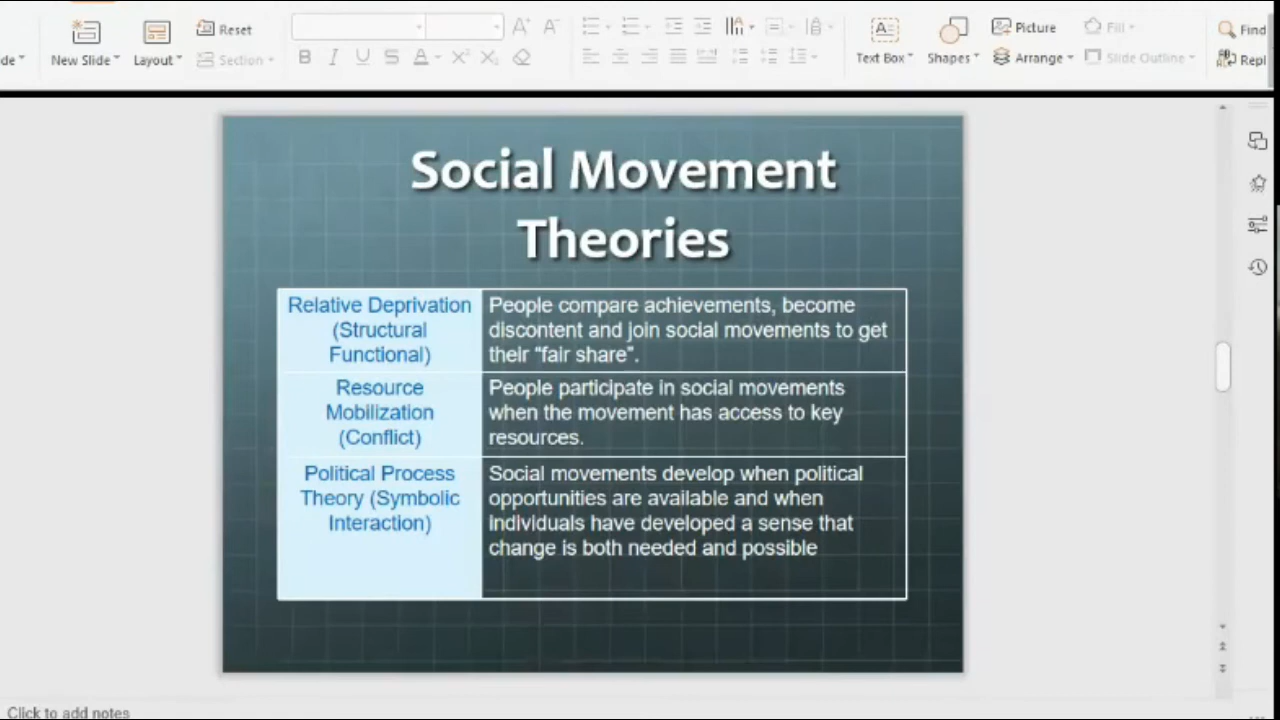 Reset
Find
de
New Slide
Layout
Section
B I U S A X² X₂
Text Box
Shapes
Picture
Arrange
Fill
Slide Outline
Repl
Social Movement
Theories
Relative Deprivation
(Structural
Functional)
People compare achievements, become
discontent and join social movements to get
their “fair share”.
Resource
Mobilization
(Conflict)
People participate in social movements
when the movement has access to key
resources.
Political Process
Theory (Symbolic
Interaction)
Social movements develop when political
opportunities are available and when
individuals have developed a sense that
change is both needed and possible
Click to add notes